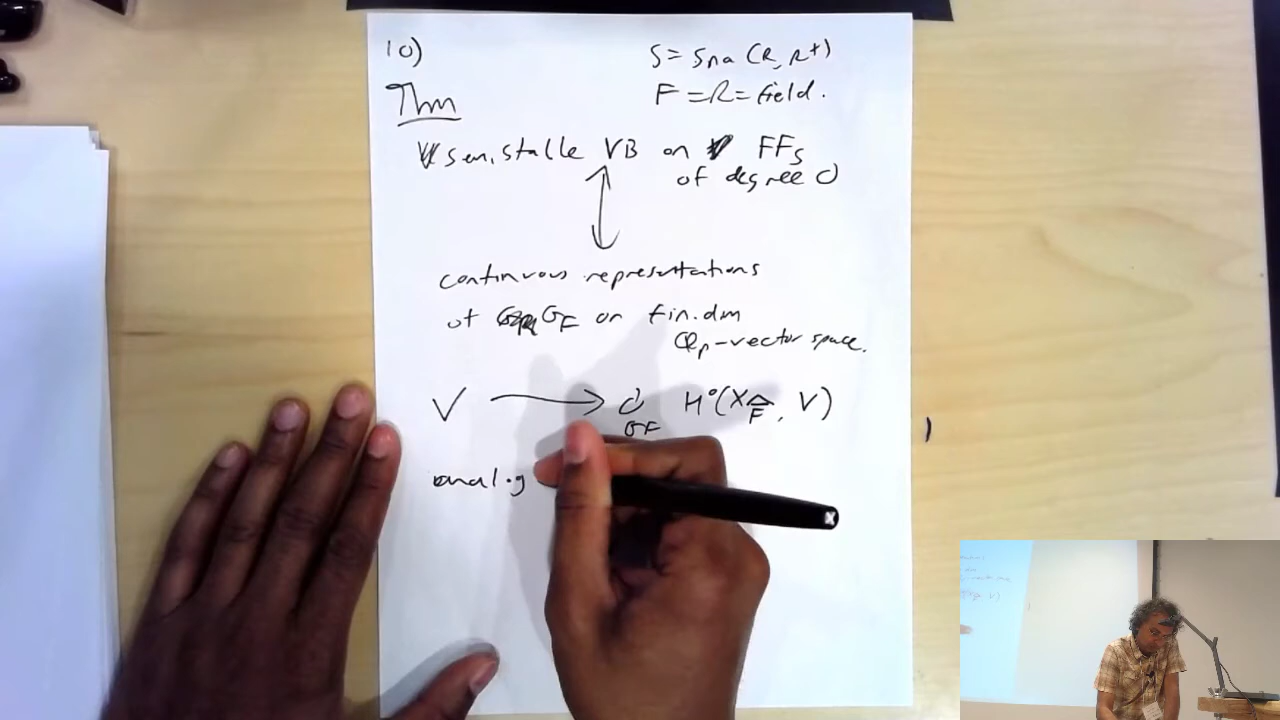 10)
S = Spa (R, R⁺)
Thm
F = R = field.
semistable VB on FF_S
of degree 0
↕
continuous representations
of G_F on fin.dim
Q_p-vector space.
V ⟶ H⁰(X_F̂, V)
G_F
analog